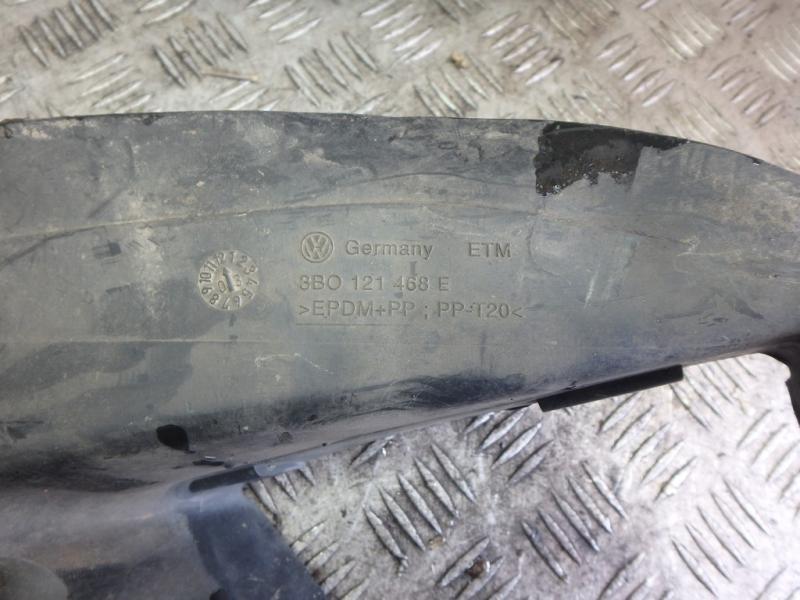 Germany ETM
3B0 121 468 E
>EPDM+PP ; PP-T20<